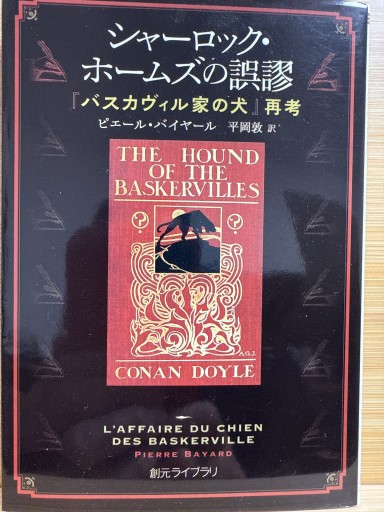 シャーロック・
ホームズの誤謬
『バスカヴィル家の犬』再考
ピエール・バイヤール 平岡敦 訳
THE HOUND
OF THE
BASKERVILLES
? ?
A.G.J.
CONAN DOYLE
L'AFFAIRE DU CHIEN
DES BASKERVILLE
PIERRE BAYARD
創元ライブラリ